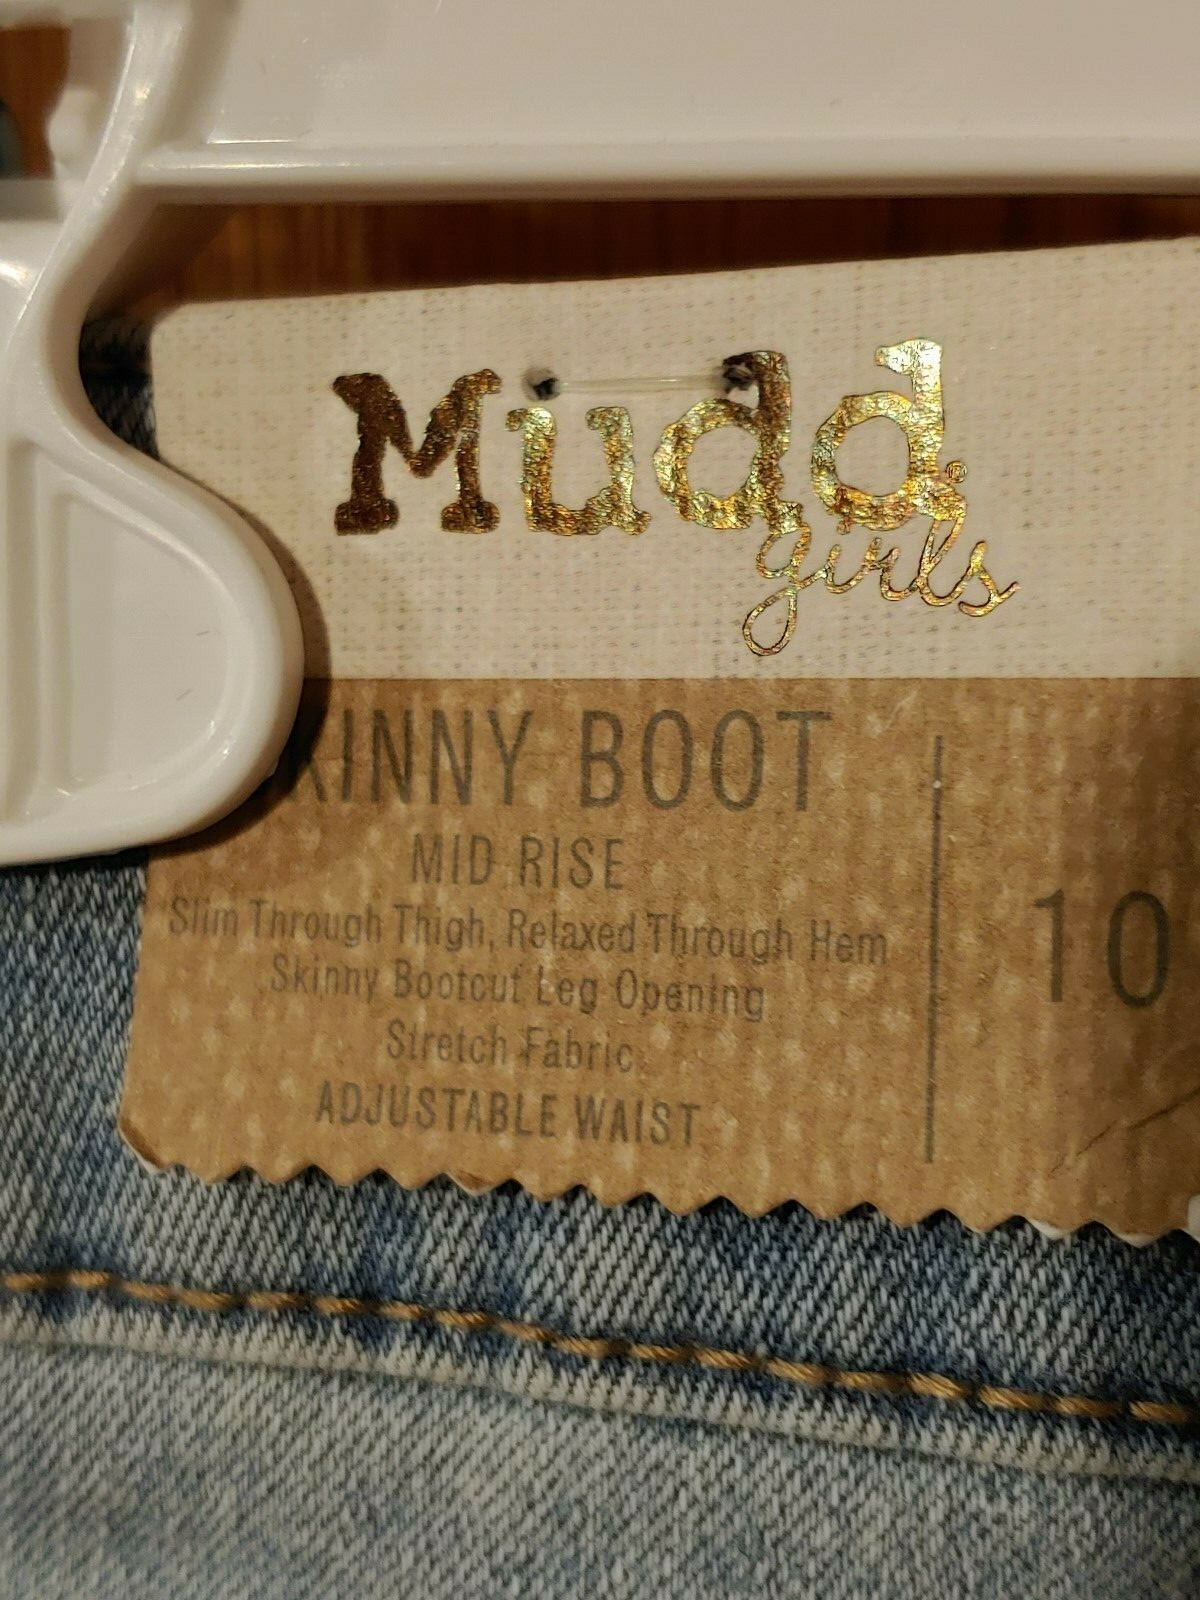 Mudd®
girls
KINNY BOOT
MID RISE
Slim Through Thigh, Relaxed Through Hem
Skinny Bootcut Leg Opening
Stretch Fabric
ADJUSTABLE WAIST
10